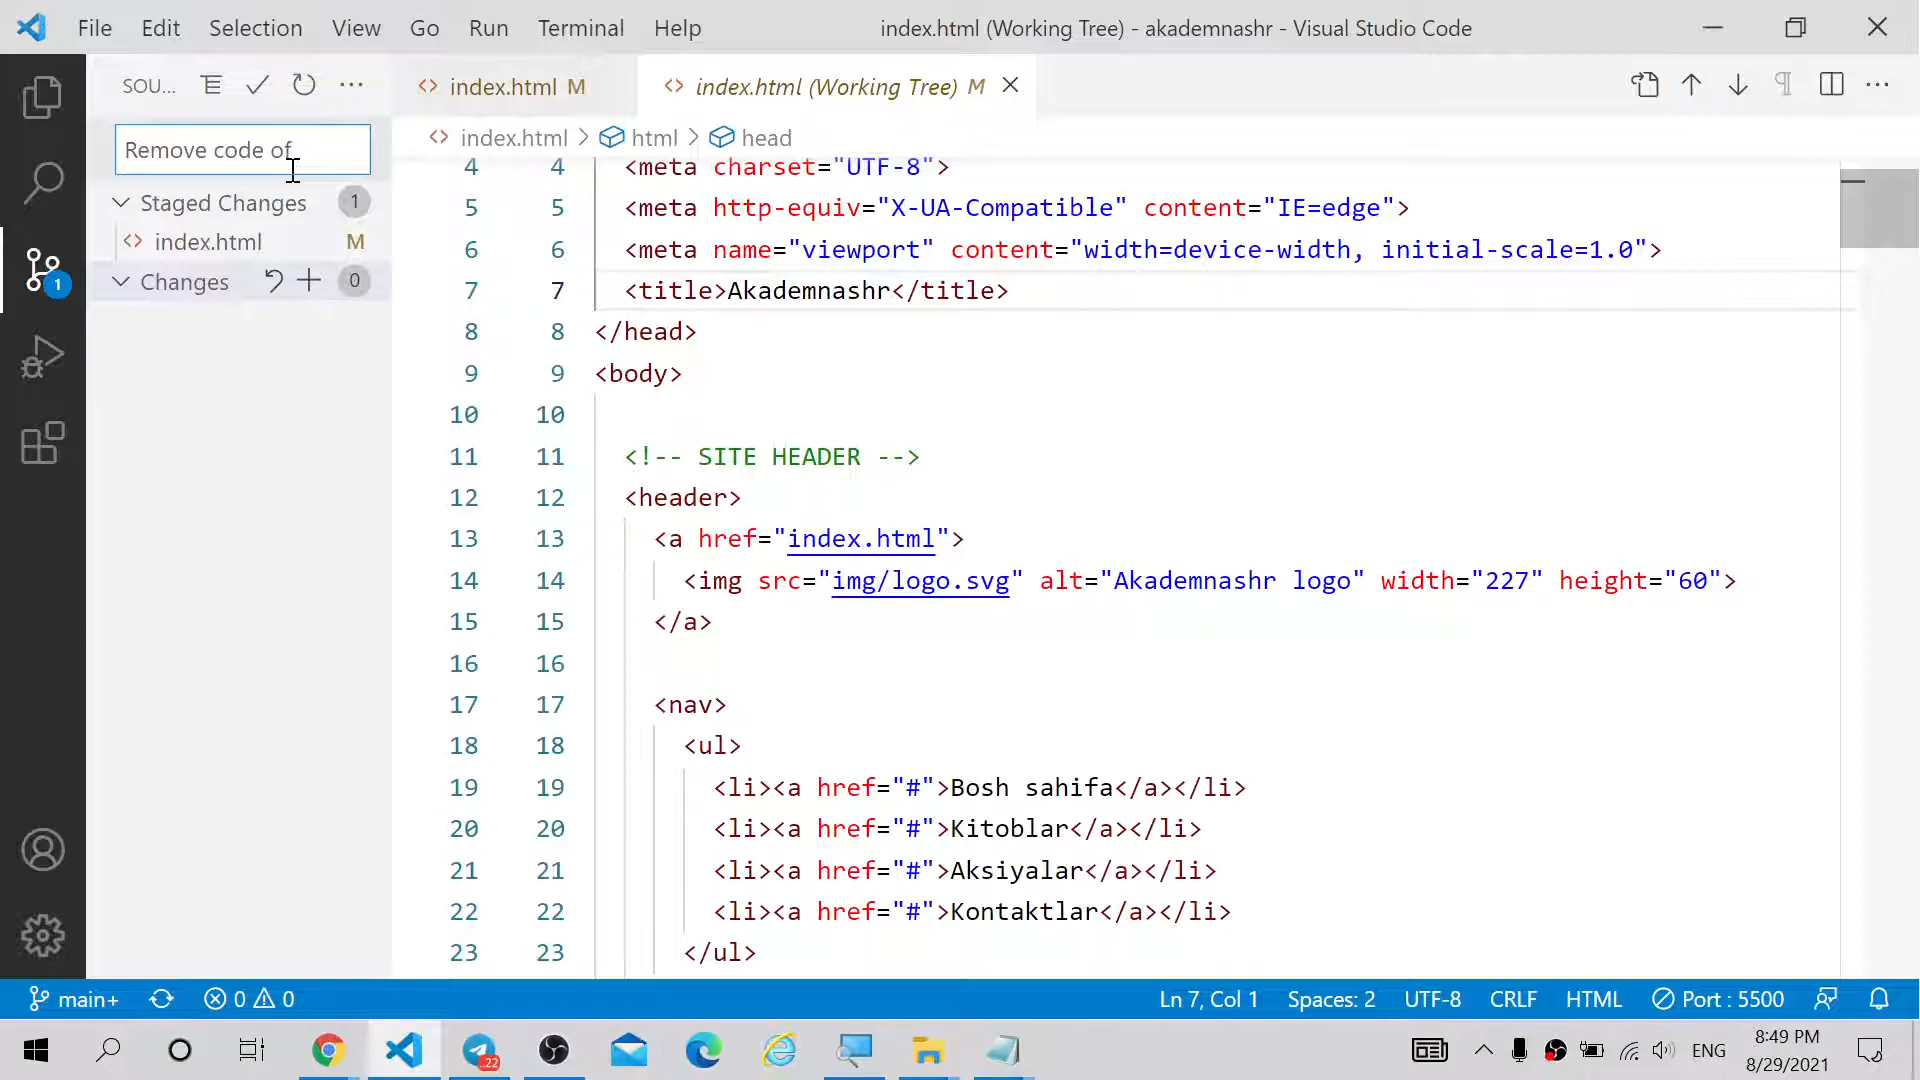 File Edit Selection View Go Run Terminal Help index.html (Working Tree) - akademnashr - Visual Studio Code
SOU... index.html M index.html (Working Tree) M
index.html > html > head
Remove code of
Staged Changes 1
index.html M
Changes 0
4 4 <meta charset="UTF-8">
5 5 <meta http-equiv="X-UA-Compatible" content="IE=edge">
6 6 <meta name="viewport" content="width=device-width, initial-scale=1.0">
7 7 <title>Akademnashr</title>
8 8 </head>
9 9 <body>
10 10
11 11 <!-- SITE HEADER -->
12 12 <header>
13 13 <a href="index.html">
14 14 <img src="img/logo.svg" alt="Akademnashr logo" width="227" height="60">
15 15 </a>
16 16
17 17 <nav>
18 18 <ul>
19 19 <li><a href="#">Bosh sahifa</a></li>
20 20 <li><a href="#">Kitoblar</a></li>
21 21 <li><a href="#">Aksiyalar</a></li>
22 22 <li><a href="#">Kontaktlar</a></li>
23 23 </ul>
1
main+ 0 0 Ln 7, Col 1 Spaces: 2 UTF-8 CRLF HTML Port : 5500
22 ENG 8:49 PM
8/29/2021